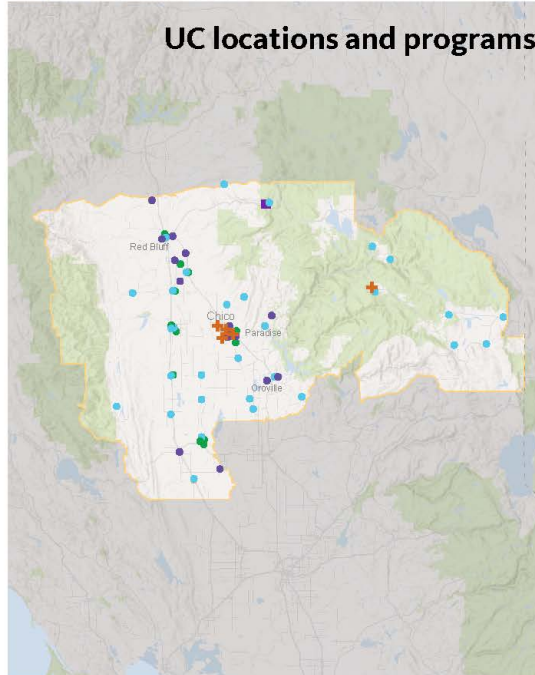 UC locations and programs
Red Bluff
Chico
Paradise
Oroville